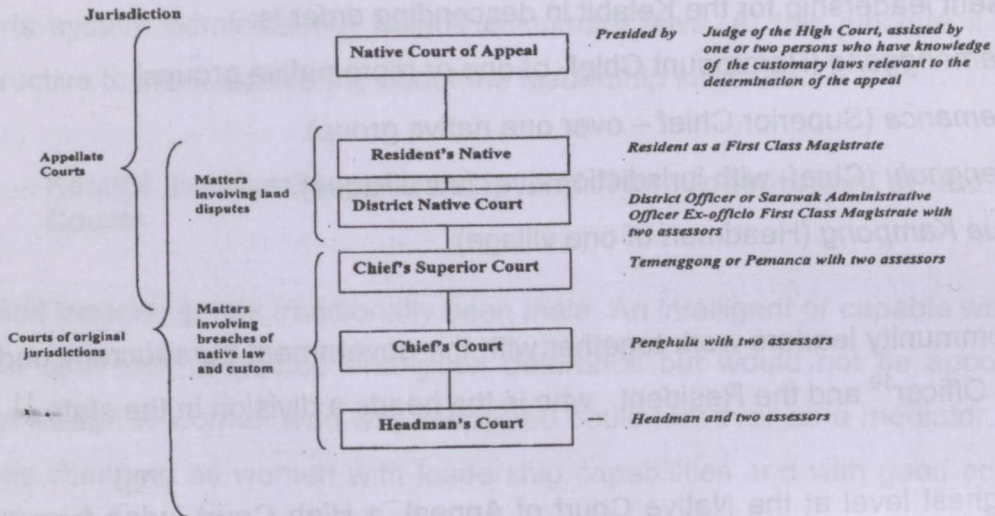 Jurisdiction
Native Court of Appeal
Presided by Judge of the High Court, assisted by
one or two persons who have knowledge
of the customary laws relevant to the
determination of the appeal
Appellate
Courts
Matters
involving land
disputes
Resident's Native
Resident as a First Class Magistrate
District Native Court
District Officer or Sarawak Administrative
Officer Ex-officio First Class Magistrate with
two assessors
Chief's Superior Court
Temenggong or Pemanca with two assessors
Courts of original
Jurisdiction
Matters
involving
breaches of
native law
and custom
Chief's Court
Penghulu with two assessors
Headman's Court
Headman and two assessors